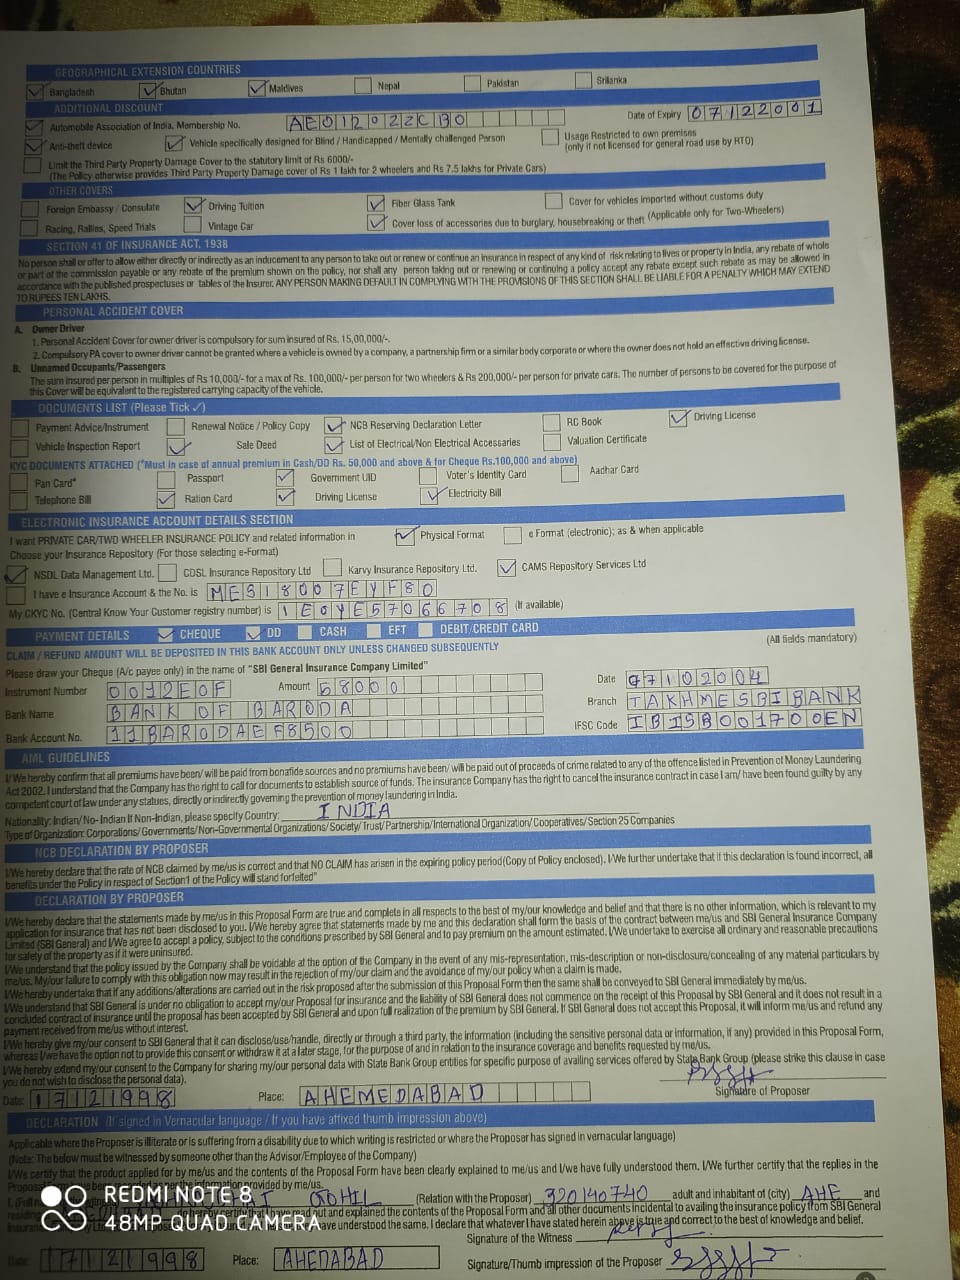 GEOGRAPHICAL EXTENSION COUNTRIES
Bangladesh Bhutan Maldives Nepal Pakistan Srilanka
ADDITIONAL DISCOUNT
Automobile Association of India, Membership No. AE012022CB0 Date of Expiry 07122001
Anti-theft device Vehicle specifically designed for Blind / Handicapped / Mentally challenged Person Usage Restricted to own premises
(only if not licensed for general road use by RTO)
Limit the Third Party Property Damage Cover to the statutory limit of Rs 6000/-
(The Policy otherwise provides Third Party Property Damage cover of Rs 1 lakh for 2 wheelers and Rs 7.5 lakhs for Private Cars)
OTHER COVERS
Foreign Embassy / Consulate Driving Tuition Fiber Glass Tank Cover for vehicles imported without customs duty
Racing, Rallies, Speed Trials Vintage Car Cover loss of accessories due to burglary, housebreaking or theft (Applicable only for Two-Wheelers)
SECTION 41 OF INSURANCE ACT, 1938
No person shall or offer to allow either directly or indirectly as an inducement to any person to take out or renew or continue an insurance in respect of any kind of risk relating to lives or property in India, any rebate of whole
or part of the commission payable or any rebate of the premium shown on the policy, nor shall any person taking out or renewing or continuing a policy accept any rebate except such rebate as may be allowed in
accordance with the published prospectuses or tables of the Insurer. ANY PERSON MAKING DEFAULT IN COMPLYING WITH THE PROVISIONS OF THIS SECTION SHALL BE LIABLE FOR A PENALTY WHICH MAY EXTEND
TO RUPEES TEN LAKHS.
PERSONAL ACCIDENT COVER
A. Owner Driver
1. Personal Accident Cover for owner driver is compulsory for sum insured of Rs. 15,00,000/-.
2. Compulsory PA cover to owner driver cannot be granted where a vehicle is owned by a company, a partnership firm or a similar body corporate or where the owner does not hold an effective driving license.
B. Unnamed Occupants/Passengers
The sum insured per person in multiples of Rs 10,000/- for a max of Rs. 100,000/- per person for two wheelers & Rs 200,000/- per person for private cars. The number of persons to be covered for the purpose of
this Cover will be equivalent to the registered carrying capacity of the vehicle.
DOCUMENTS LIST (Please Tick ✓)
Payment Advice/Instrument Renewal Notice / Policy Copy NCB Reserving Declaration Letter RC Book Driving License
Vehicle Inspection Report Sale Deed List of Electrical/Non Electrical Accessaries Valuation Certificate
KYC DOCUMENTS ATTACHED (*Must in case of annual premium in Cash/DD Rs. 50,000 and above & for Cheque Rs.100,000 and above)
Pan Card* Passport Government UID Voter's Identity Card Aadhar Card
Telephone Bill Ration Card Driving License Electricity Bill
ELECTRONIC INSURANCE ACCOUNT DETAILS SECTION
I want PRIVATE CAR/TWO WHEELER INSURANCE POLICY and related information in Physical Format e Format (electronic); as & when applicable
Choose your Insurance Repository (For those selecting e-Format)
NSDL Data Management Ltd. CDSL Insurance Repository Ltd Karvy Insurance Repository Ltd. CAMS Repository Services Ltd
I have e Insurance Account & the No. is MES18007EYF80
My CKYC No. (Central Know Your Customer registry number) is 1E0YE57066708 (If available)
PAYMENT DETAILS CHEQUE DD CASH EFT DEBIT/CREDIT CARD
CLAIM / REFUND AMOUNT WILL BE DEPOSITED IN THIS BANK ACCOUNT ONLY UNLESS CHANGED SUBSEQUENTLY (All fields mandatory)
Please draw your Cheque (A/c payee only) in the name of "SBI General Insurance Company Limited"
Instrument Number 0012E0F Amount 58000 Date 07102004
Bank Name BANK OF BARODA Branch TAKHMESBI BANK
Bank Account No. 11BARODAEF8500 IFSC Code IBISB001700EN
AML GUIDELINES
I/We hereby confirm that all premiums have been/ will be paid from bonafide sources and no premiums have been/ will be paid out of proceeds of crime related to any of the offence listed in Prevention of Money Laundering
Act 2002. I understand that the Company has the right to call for documents to establish source of funds. The insurance Company has the right to cancel the insurance contract in case I am/ have been found guilty by any
competent court of law under any statues, directly or indirectly governing the prevention of money laundering in India.
Nationality: Indian/ No- Indian If Non-Indian, please specify Country: INDIA
Type of Organization: Corporations/ Governments/ Non-Governmental Organizations/ Society/ Trust/ Partnership/ International Organization/ Cooperatives/ Section 25 Companies
NCB DECLARATION BY PROPOSER
I/We hereby declare that the rate of NCB claimed by me/us is correct and that NO CLAIM has arisen in the expiring policy period (Copy of Policy enclosed). I/We further undertake that if this declaration is found incorrect, all
benefits under the Policy in respect of Section1 of the Policy will stand forfeited"
DECLARATION BY PROPOSER
I/We hereby declare that the statements made by me/us in this Proposal Form are true and complete in all respects to the best of my/our knowledge and belief and that there is no other information, which is relevant to my
application for insurance that has not been disclosed to you. I/We hereby agree that statements made by me and this declaration shall form the basis of the contract between me/us and SBI General Insurance Company
Limited (SBI General) and I/We agree to accept a policy, subject to the conditions prescribed by SBI General and to pay premium on the amount estimated. I/We undertake to exercise all ordinary and reasonable precautions
for safety of the property as if it were uninsured.
I/We understand that the policy issued by the Company shall be voidable at the option of the Company in the event of any mis-representation, mis-description or non-disclosure/concealing of any material particulars by
me/us. My/our failure to comply with this obligation now may result in the rejection of my/our claim and the avoidance of my/our policy when a claim is made.
I/We hereby undertake that if any additions/alterations are carried out in the risk proposed after the submission of this Proposal Form then the same shall be conveyed to SBI General immediately by me/us.
I/We understand that SBI General is under no obligation to accept my/our Proposal for insurance and the liability of SBI General does not commence on the receipt of this Proposal by SBI General and it does not result in a
concluded contract of insurance until the proposal has been accepted by SBI General and upon full realization of the premium by SBI General. If SBI General does not accept this Proposal, it will inform me/us and refund any
payment received from me/us without interest.
I/We hereby give my/our consent to SBI General that it can disclose/use/handle, directly or through a third party, the information (including the sensitive personal data or information, if any) provided in this Proposal Form,
whereas I/we have the option not to provide this consent or withdraw it at a later stage, for the purpose of and in relation to the insurance coverage and benefits requested by me/us.
I/We hereby extend my/our consent to the Company for sharing my/our personal data with State Bank Group entities for specific purpose of availing services offered by State Bank Group (please strike this clause in case
you do not wish to disclose the personal data).
Date: 17121998 Place: AHEMEDABAD Signature of Proposer
DECLARATION (If signed in Vernacular language / If you have affixed thumb impression above)
Applicable where the Proposer is illiterate or is suffering from a disability due to which writing is restricted or where the Proposer has signed in vernacular language)
(Note: The below must be witnessed by someone other than the Advisor/Employee of the Company)
I/We certify that the product applied for by me/us and the contents of the Proposal Form have been clearly explained to me/us and I/we have fully understood them. I/We further certify that the replies in the
Proposal as per the information provided by me/us.
GOHIL (Relation with the Proposer) 320140740 adult and inhabitant of (city) AHE and
do hereby certify that I have read out and explained the contents of the Proposal Form and all other documents incidental to availing the insurance policy from SBI General
have understood the same. I declare that whatever I have stated herein above is true and correct to the best of knowledge and belief.
Signature of the Witness
Date: 17121998 Place: AHEDABAD Signature/Thumb impression of the Proposer
REDMI NOTE 8
48MP QUAD CAMERA